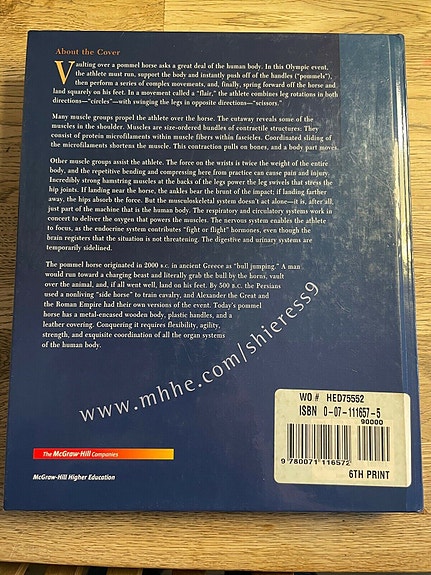 About the Cover
Vaulting over a pommel horse asks a great deal of the human body. In this Olympic event,
the athlete must run, support the body and instantly push off of the handles ("pommels"),
then perform a series of complex movements, and, finally, spring forward off the horse and
land squarely on his feet. In a movement called a "flair," the athlete combines leg rotations in both
directions—"circles"—with swinging the legs in opposite directions—"scissors."
Many muscle groups propel the athlete over the horse. The cutaway reveals some of the
muscles in the shoulder. Muscles are size-ordered bundles of contractile structures: They
consist of protein microfilaments within muscle fibers within fascicles. Coordinated sliding of
the microfilaments shortens the muscle. This contraction pulls on bones, and a body part moves.
Other muscle groups assist the athlete. The force on the wrists is twice the weight of the entire
body, and the repetitive bending and compressing here from practice can cause pain and injury.
Incredibly strong hamstring muscles at the backs of the legs power the leg swivels that stress the
hip joints. If landing near the horse, the ankles bear the brunt of the impact; if landing farther
away, the hips absorb the force. But the musculoskeletal system doesn't act alone—it is, after all,
just part of the machine that is the human body. The respiratory and circulatory systems work in
concert to deliver the oxygen that powers the muscles. The nervous system enables the athlete
to focus, as the endocrine system contributes "fight or flight" hormones, even though the
brain registers that the situation is not threatening. The digestive and urinary systems are
temporarily sidelined.
The pommel horse originated in 2000 B.C. in ancient Greece as "bull jumping." A man
would run toward a charging beast and literally grab the bull by the horns, vault
over the animal, and, if all went well, land on his feet. By 500 B.C. the Persians
used a nonliving "side horse" to train cavalry, and Alexander the Great and
the Roman Empire had their own versions of the event. Today's pommel
horse has a metal-encased wooden body, plastic handles, and a
leather covering. Conquering it requires flexibility, agility,
strength, and exquisite coordination of all the organ systems
of the human body.
www.mhhe.com/shieress9
WO # HED75552
ISBN 0-07-111657-5
90000
9 780071 116572
6TH PRINT
The McGraw-Hill Companies
McGraw-Hill Higher Education